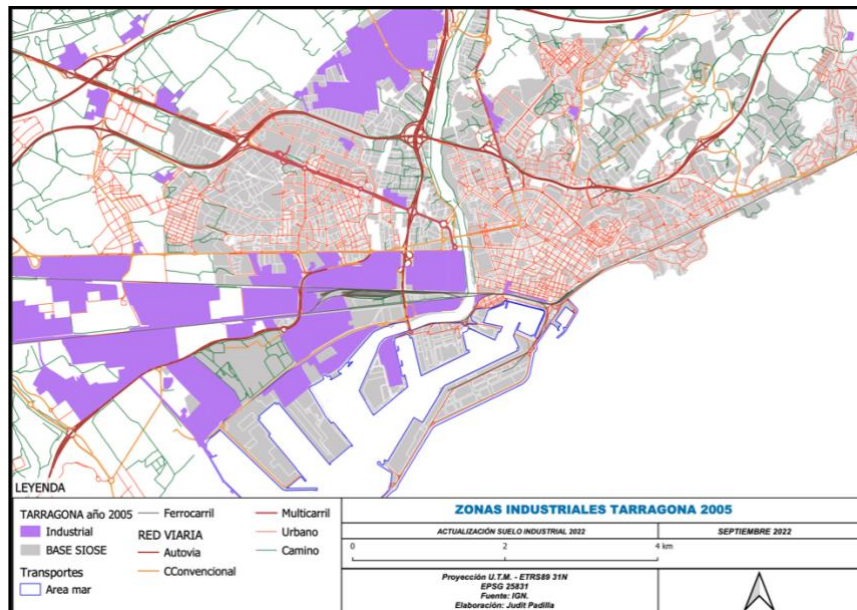 LEYENDA
TARRAGONA año 2005
Industrial
BASE SIOSE
Transportes
Area mar
Ferrocarril
RED VIARIA
Autovia
CConvencional
Multicarril
Urbano
Camino
ZONAS INDUSTRIALES TARRAGONA 2005
ACTUALIZACIÓN SUELO INDUSTRIAL 2022
SEPTIEMBRE 2022
0 2 4 km
Proyección U.T.M. - ETRS89 31N
EPSG 25831
Fuente: IGN.
Elaboración: Judit Padilla